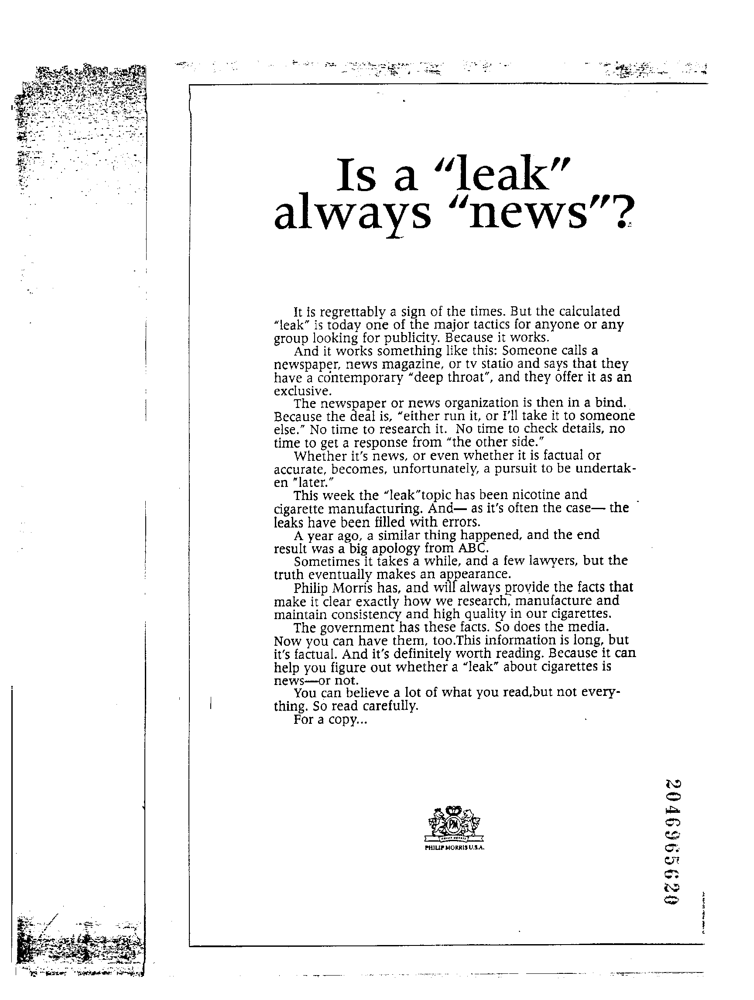 Is a “leak”
always “news”?
It is regrettably a sign of the times. But the calculated
“leak” is today one of the major tactics for anyone or any
group looking for publicity. Because it works.
And it works something like this: Someone calls a
newspaper, news magazine, or tv statio and says that they
have a contemporary “deep throat”, and they offer it as an
exclusive.
The newspaper or news organization is then in a bind.
Because the deal is, “either run it, or I’ll take it to someone
else.” No time to research it. No time to check details, no
time to get a response from “the other side.”
Whether it’s news, or even whether it is factual or
accurate, becomes, unfortunately, a pursuit to be undertak-
en "later.”
This week the “leak”topic has been nicotine and
cigarette manufacturing. And— as it’s often the case— the
leaks have been filled with errors.
A year ago, a similar thing happened, and the end
result was a big apology from ABC.
Sometimes it takes a while, and a few lawyers, but the
truth eventually makes an appearance.
Philip Morris has, and will always provide the facts that
make it clear exactly how we research, manufacture and
maintain consistency and high quality in our cigarettes.
The government has these facts. So does the media.
Now you can have them, too.This information is long, but
it’s factual. And it’s definitely worth reading. Because it can
help you figure out whether a “leak” about cigarettes is
news—or not.
You can believe a lot of what you read,but not every-
thing. So read carefully.
For a copy...
PM
PHILIP MORRIS U.S.A.
2046965620